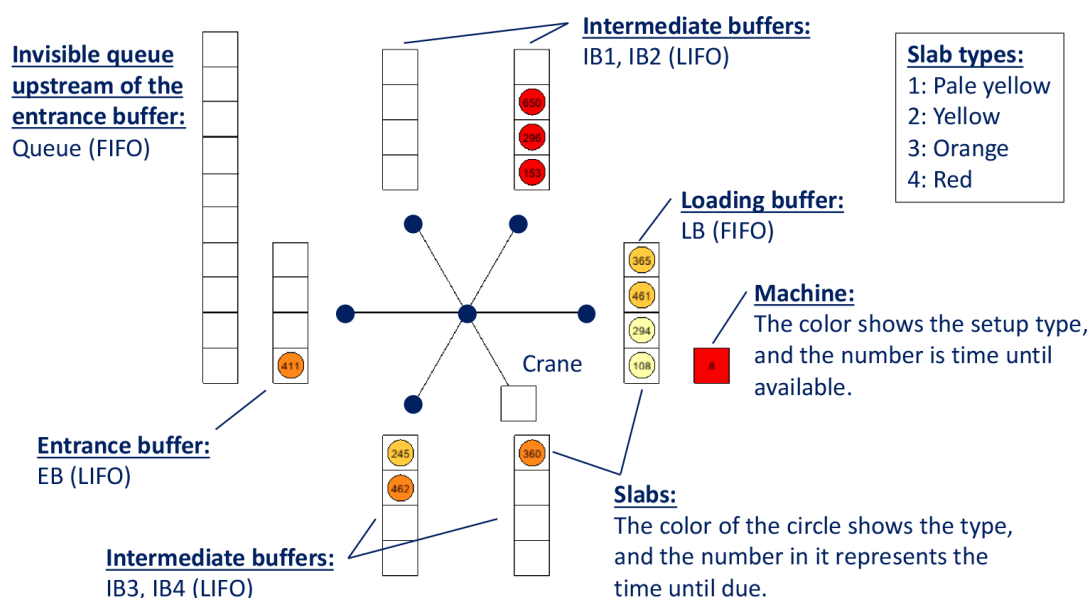 Invisible queue
upstream of the
entrance buffer:
Queue (FIFO)
Intermediate buffers:
IB1, IB2 (LIFO)
650
296
153
Slab types:
1: Pale yellow
2: Yellow
3: Orange
4: Red
Loading buffer:
LB (FIFO)
365
461
294
108
Machine:
The color shows the setup type,
and the number is time until
available.
8
Crane
411
Entrance buffer:
EB (LIFO)
245
462
360
Intermediate buffers:
IB3, IB4 (LIFO)
Slabs:
The color of the circle shows the type,
and the number in it represents the
time until due.